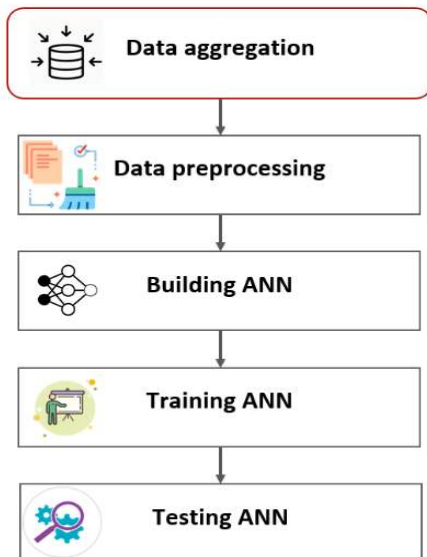 Data aggregation
Data preprocessing
Building ANN
Training ANN
Testing ANN